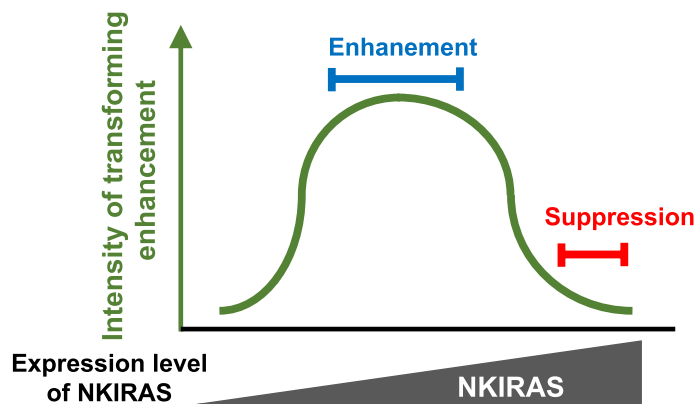 Enhanement
Intensity of transforming
enhancement
Suppression
Expression level
of NKIRAS
NKIRAS